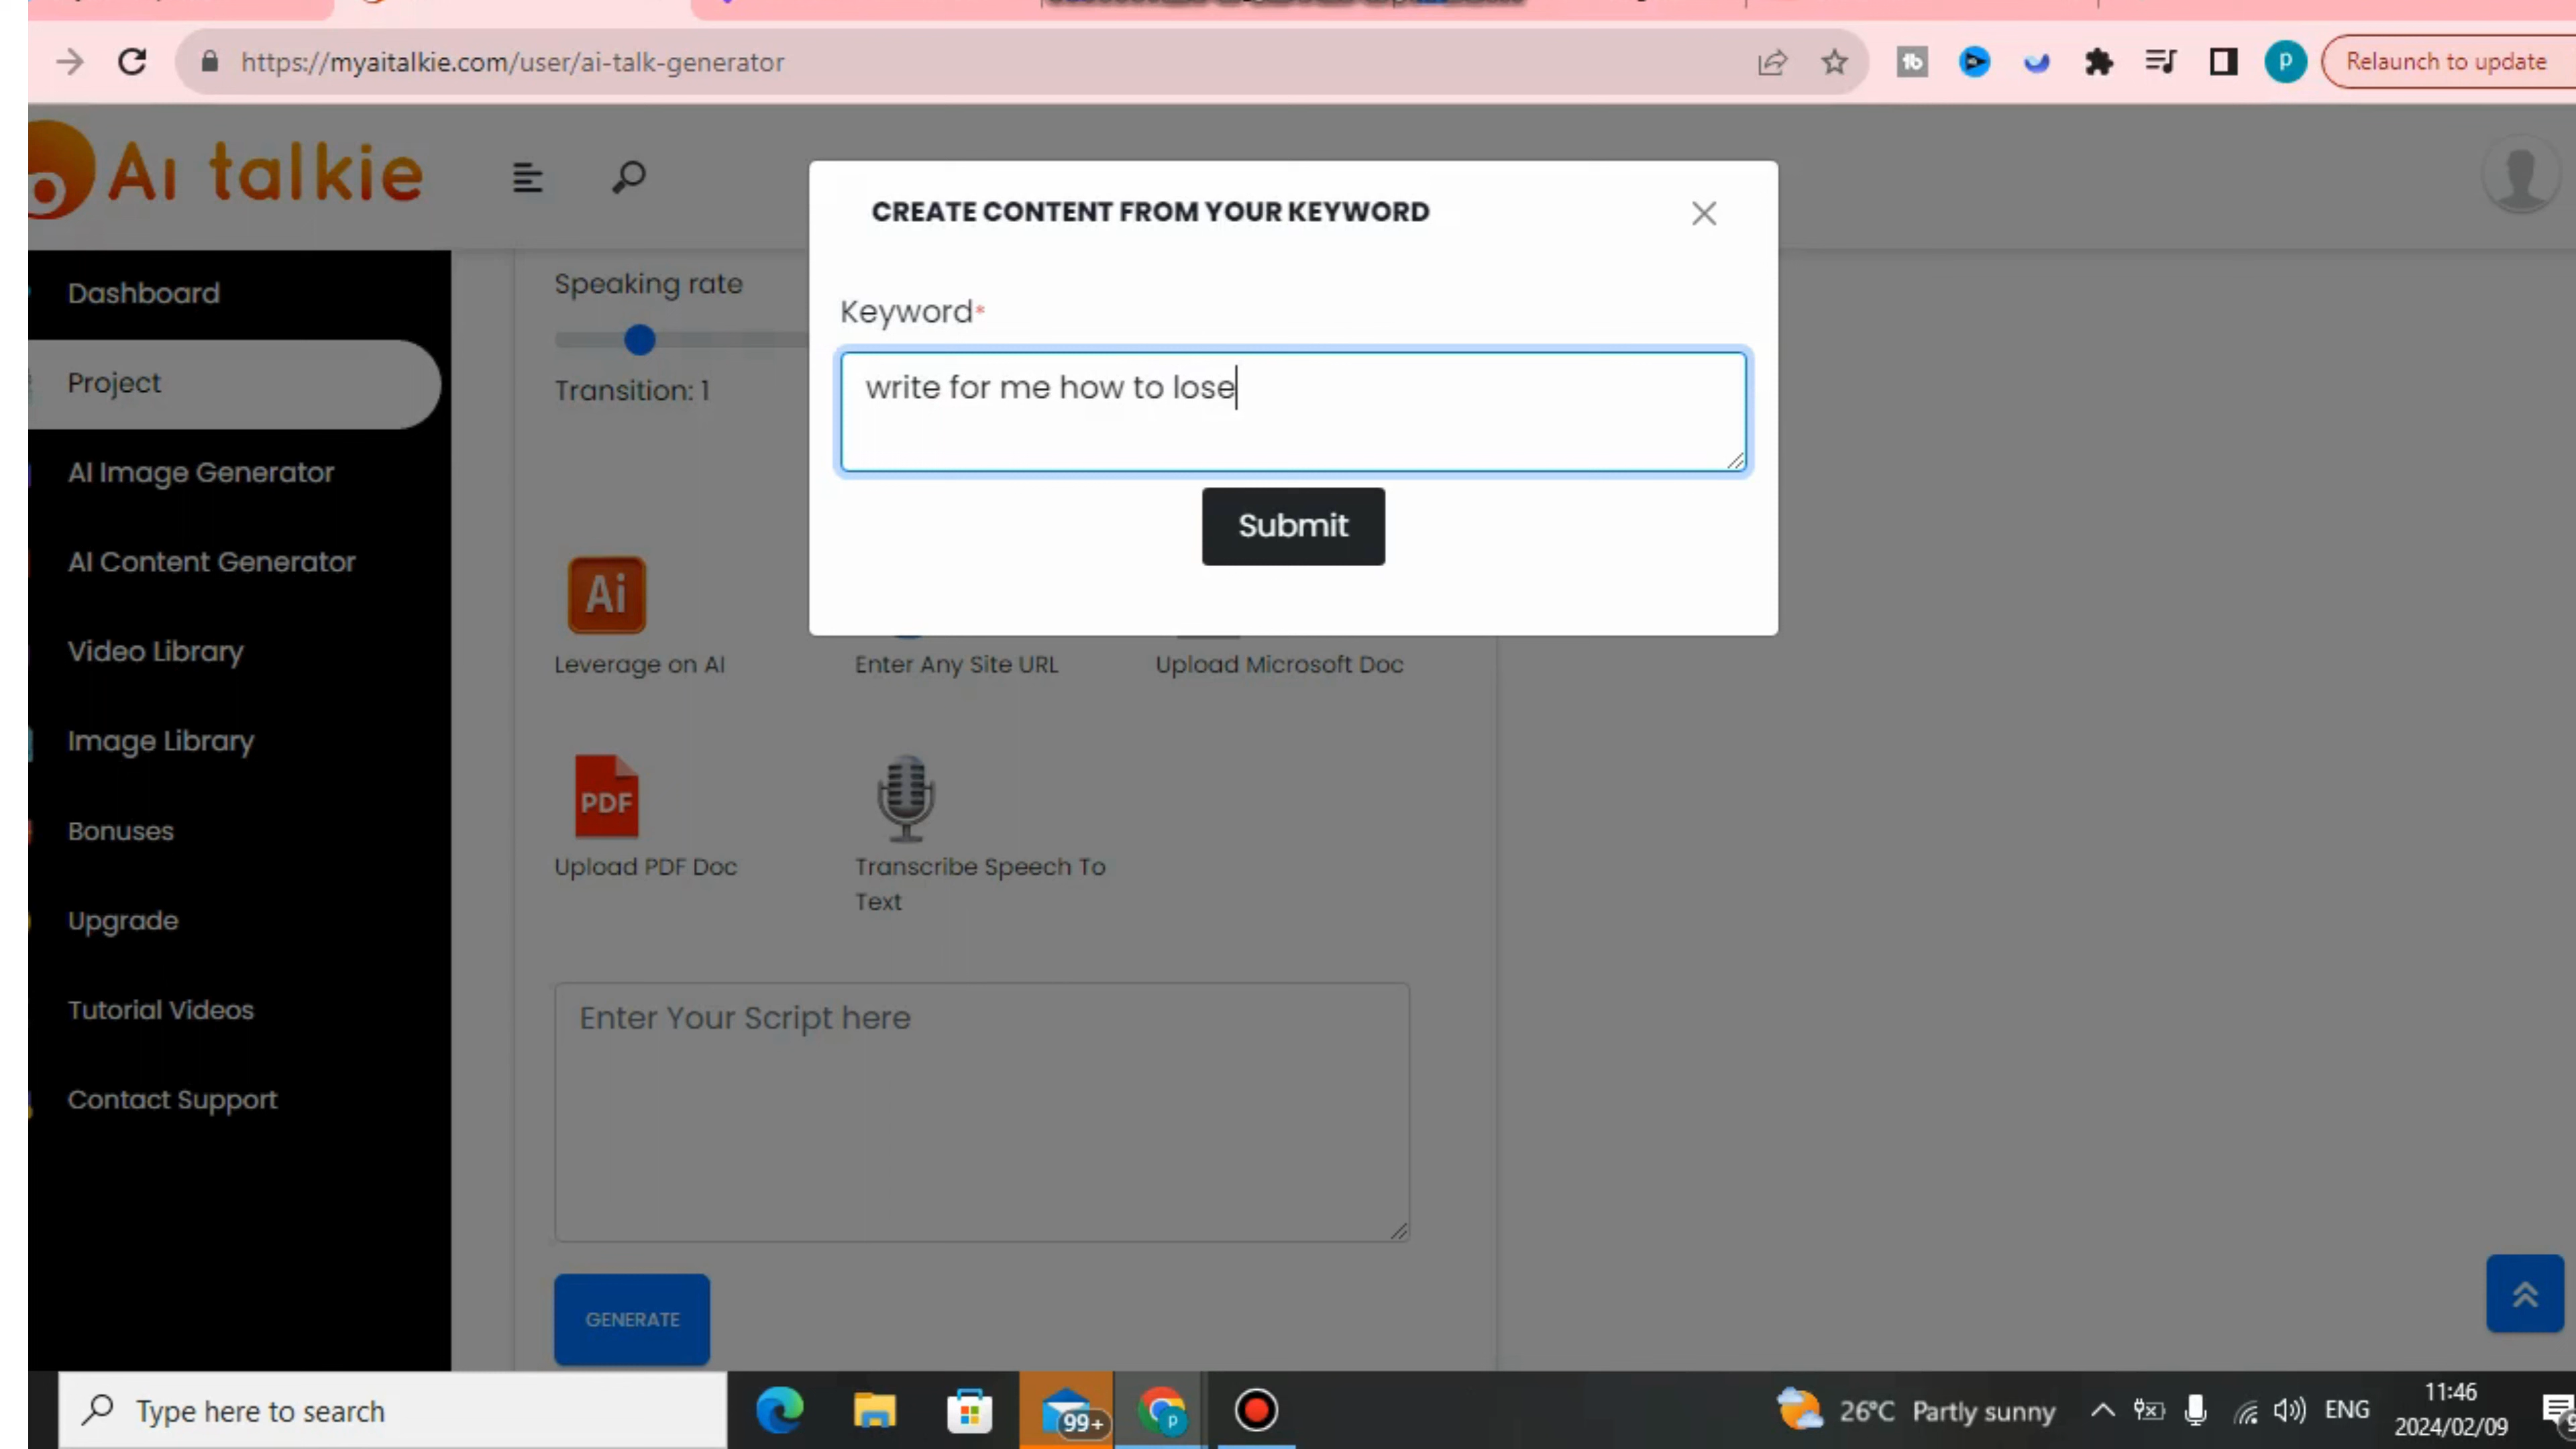 https://myaitalkie.com/user/ai-talk-generator
16
p
Relaunch to update
Ai talkie
CREATE CONTENT FROM YOUR KEYWORD
Keyword*
write for me how to lose
Submit
Dashboard
Project
AI Image Generator
AI Content Generator
Video Library
Image Library
Bonuses
Upgrade
Tutorial Videos
Contact Support
Speaking rate
Transition: 1
Ai
Leverage on AI
Enter Any Site URL
Upload Microsoft Doc
PDF
Upload PDF Doc
Transcribe Speech To
Text
Enter Your Script here
GENERATE
Type here to search
99+
p
26°C Partly sunny
ENG
11:46
2024/02/09